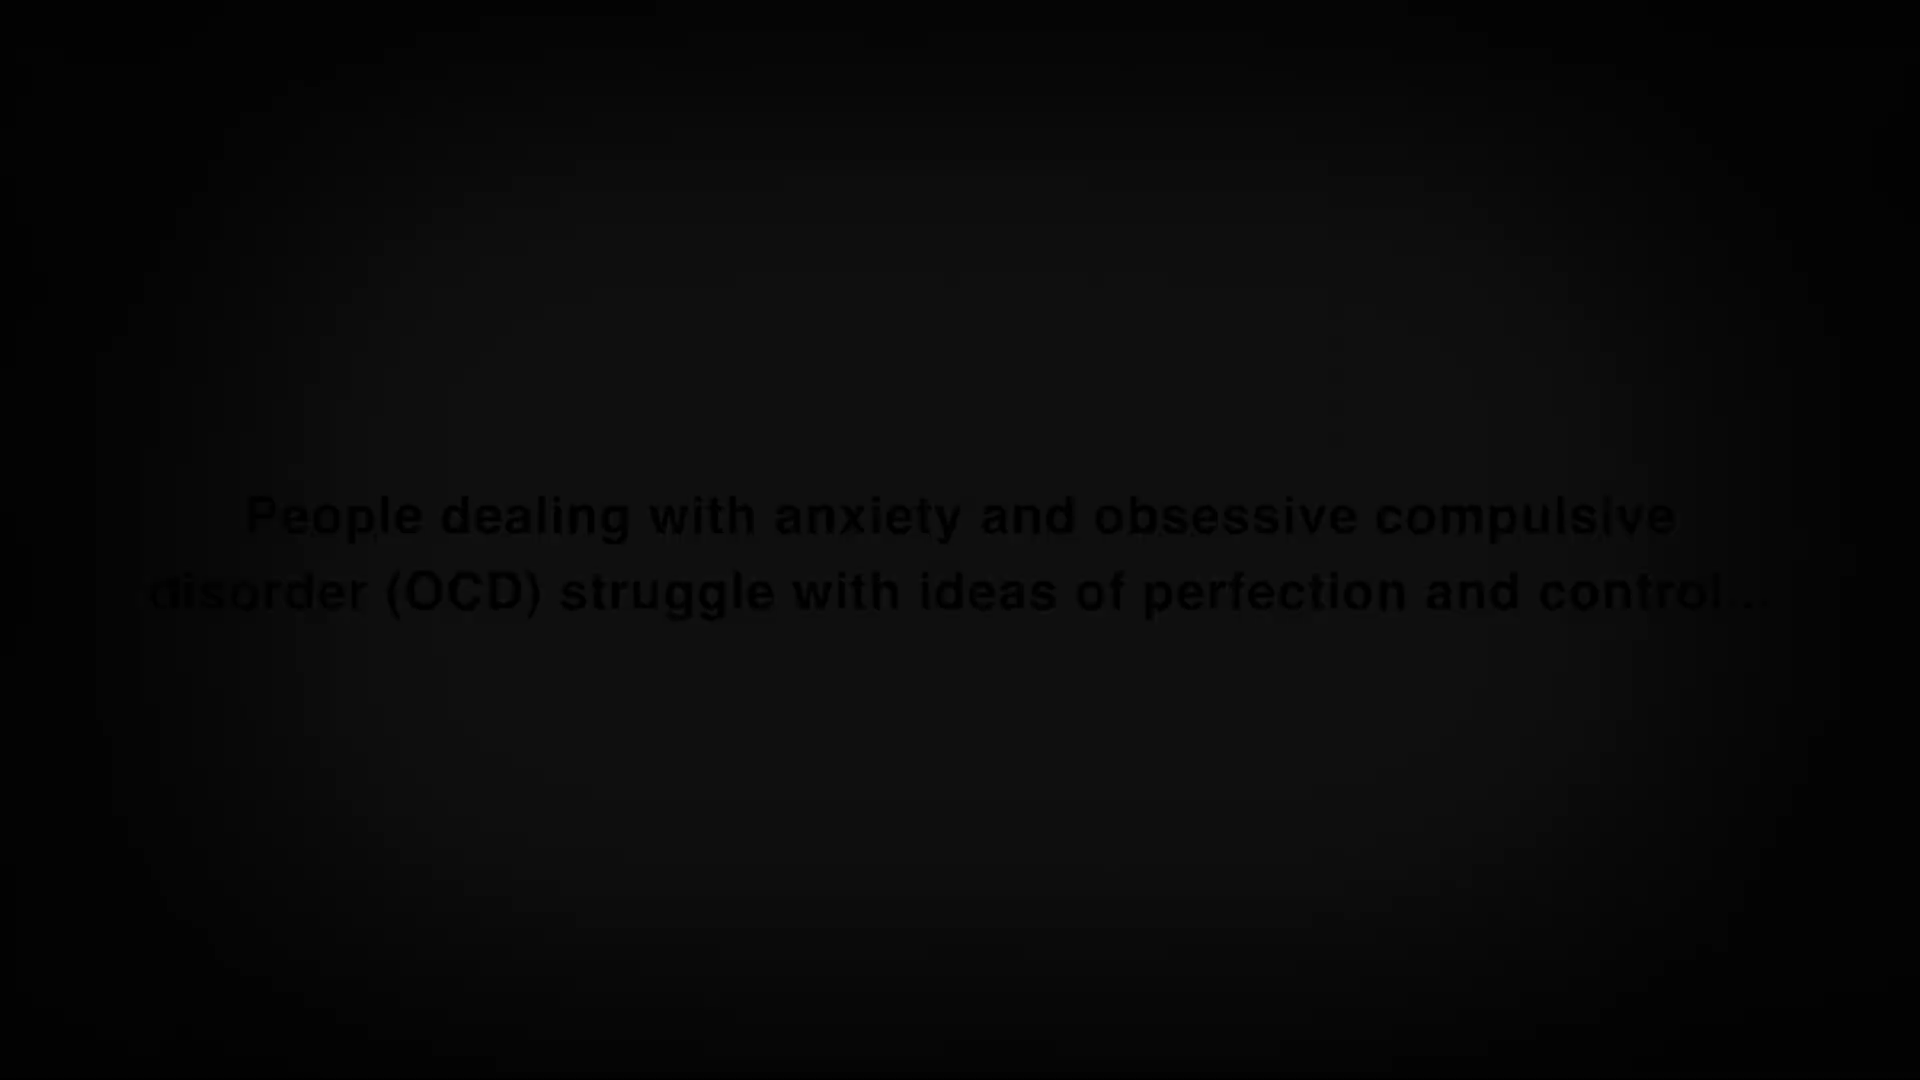 People dealing with anxiety and obsessive compulsive
disorder (OCD) struggle with ideas of perfection and control...